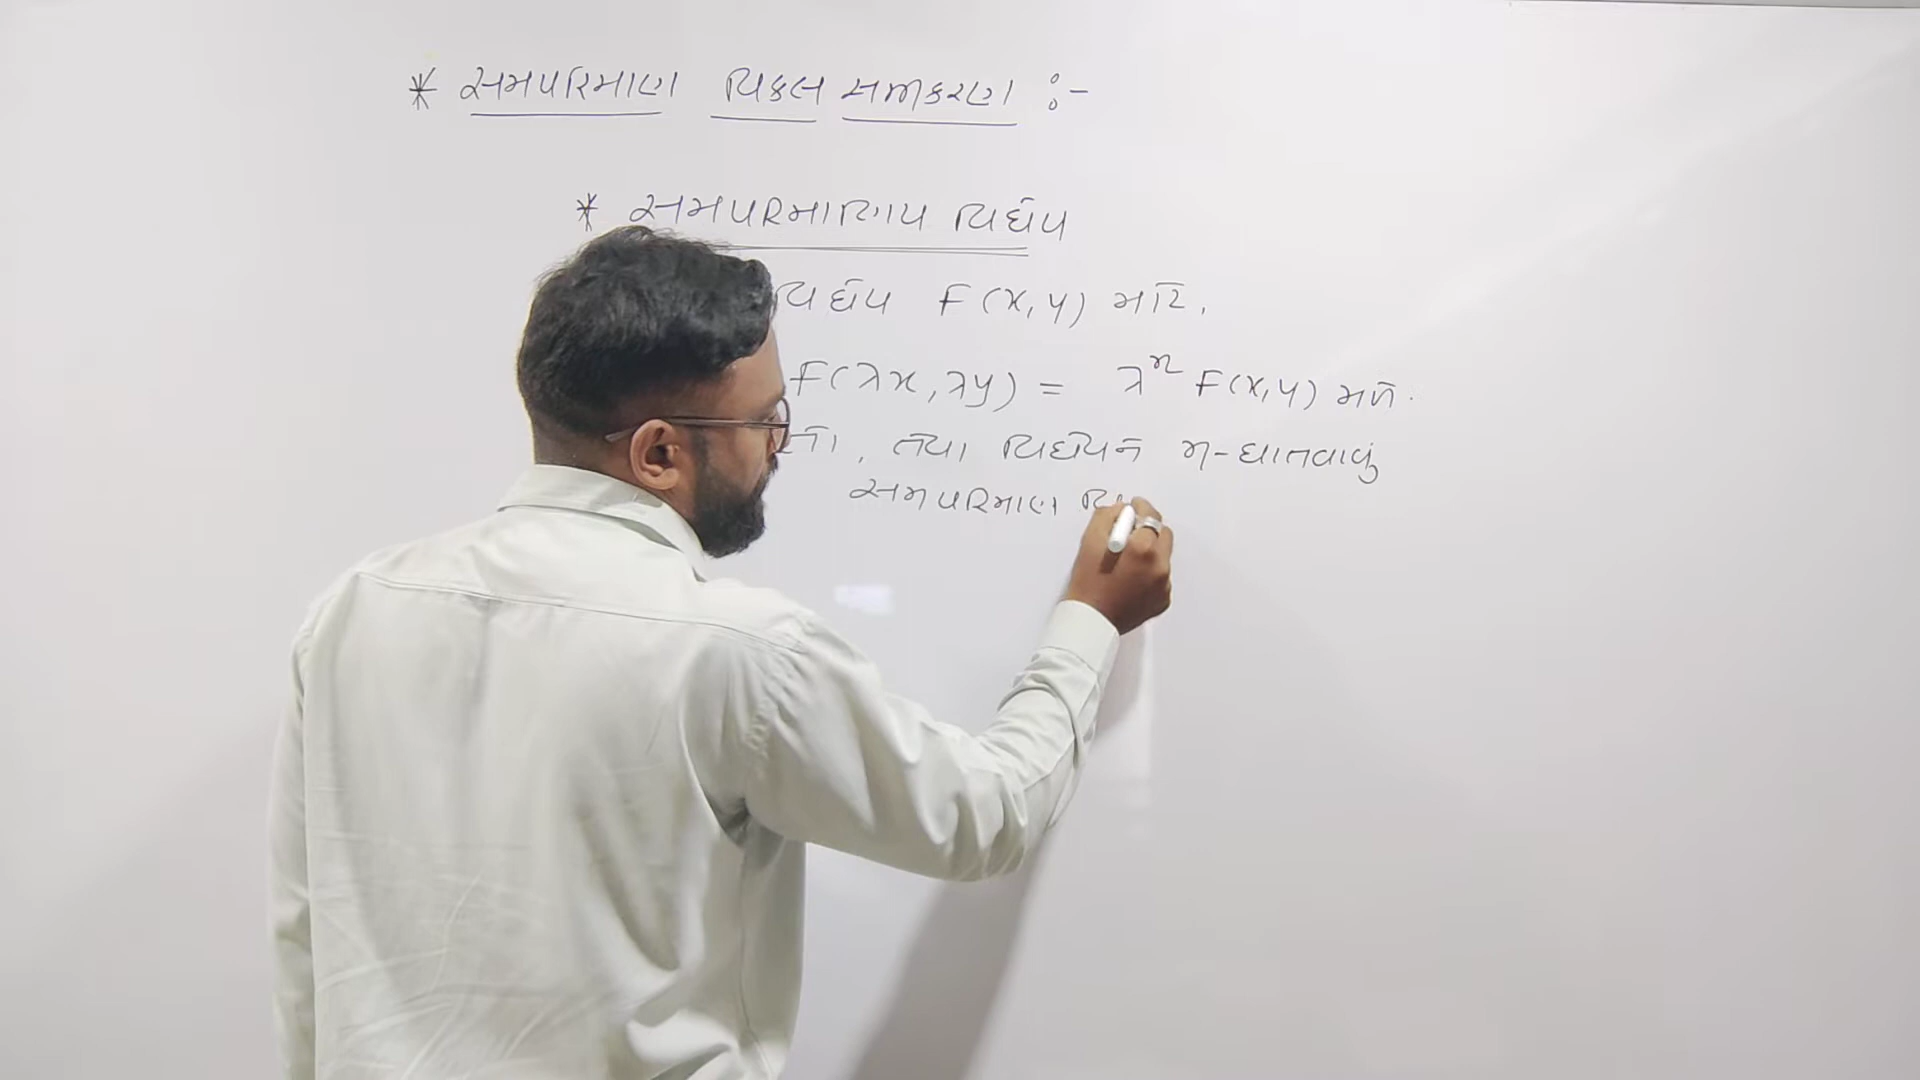 * સમપરિમાણ વિકલ સમીકરણ :-
* સમપરિમાણીય વિધેય
વિધેય F(x,y) માટે,
F(λx, λy) = λⁿ F(x,y) મળે.
તો, તેવા વિધેયને n-ઘાતવાળું
સમપરિમાણ વિ